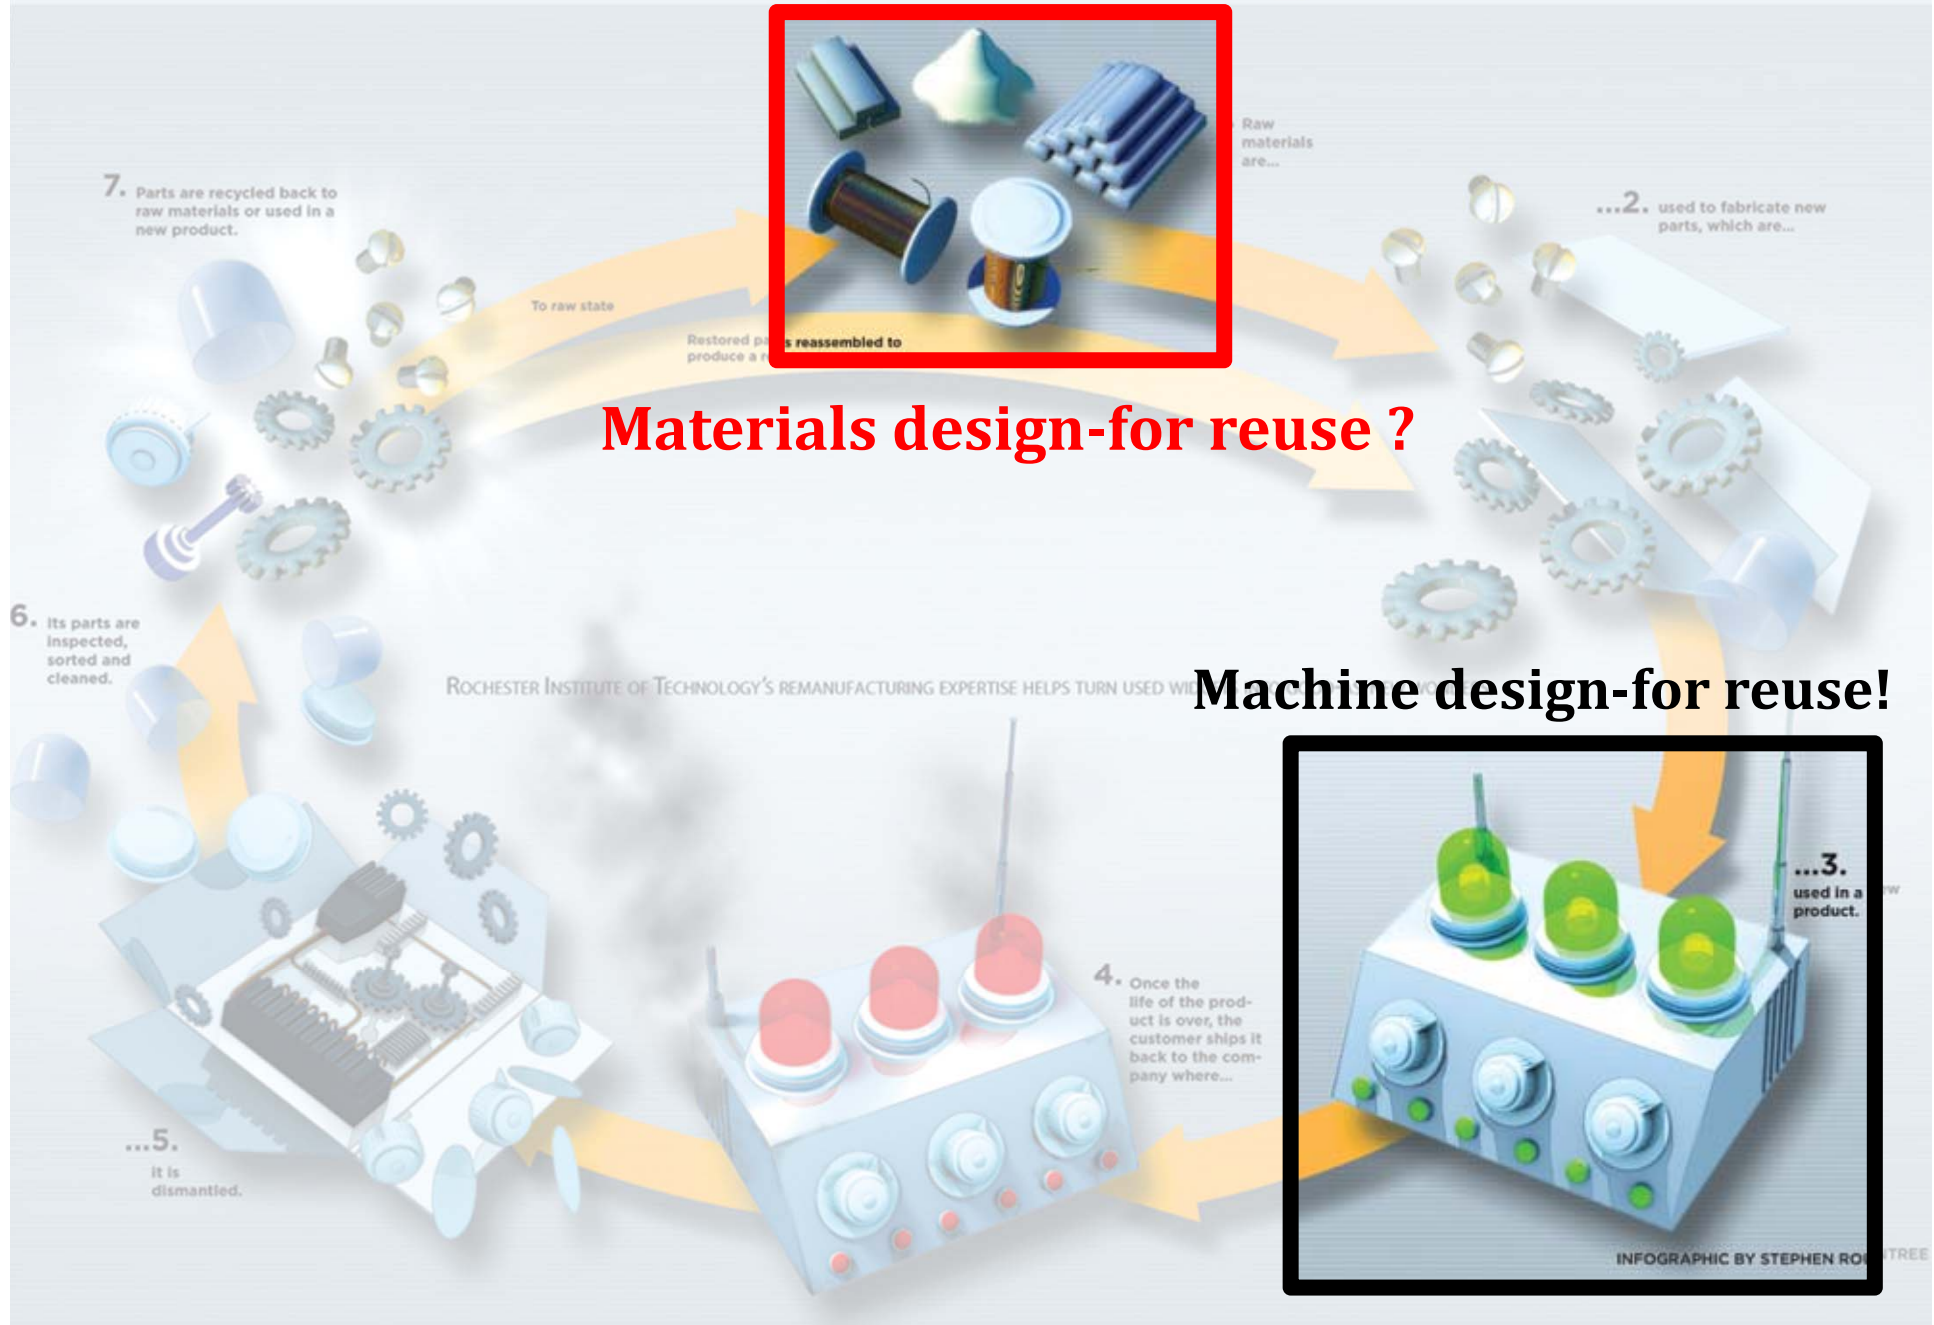 Raw
materials
are...
...2. used to fabricate new
parts, which are...
7. Parts are recycled back to
raw materials or used in a
new product.
To raw state
Restored pa s reassembled to
produce a r
Materials design-for reuse ?
6. Its parts are
inspected,
sorted and
cleaned.
ROCHESTER INSTITUTE OF TECHNOLOGY'S REMANUFACTURING EXPERTISE HELPS TURN USED
Machine design-for reuse!
...3.
used in a
product.
4. Once the
life of the prod-
uct is over, the
customer ships it
back to the com-
pany where...
...5.
it is
dismantled.
INFOGRAPHIC BY STEPHEN